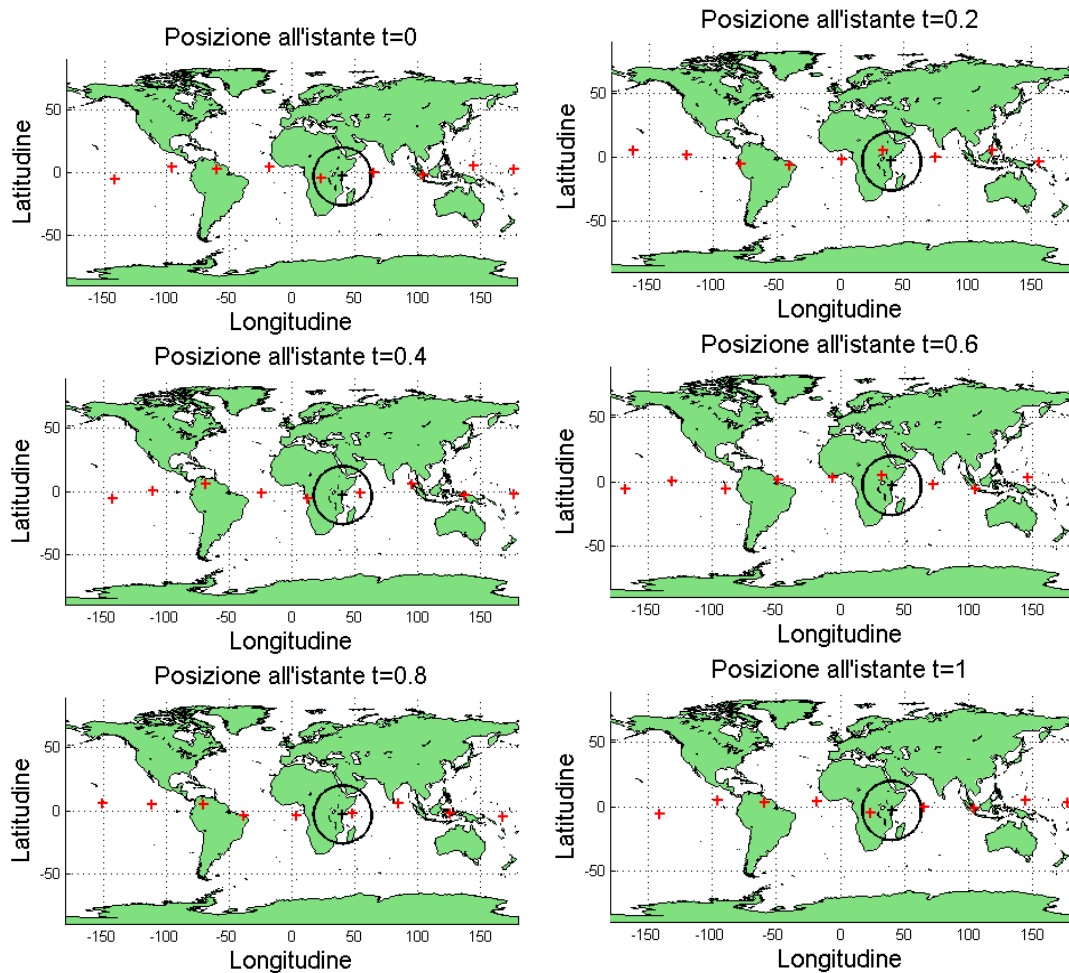 Posizione all'istante t=0
Latitudine
50
0
-50
-150 -100 -50 0 50 100 150
Longitudine
Posizione all'istante t=0.2
Latitudine
50
0
-50
-150 -100 -50 0 50 100 150
Longitudine
Posizione all'istante t=0.4
Latitudine
50
0
-50
-150 -100 -50 0 50 100 150
Longitudine
Posizione all'istante t=0.6
Latitudine
50
0
-50
-150 -100 -50 0 50 100 150
Longitudine
Posizione all'istante t=0.8
Latitudine
50
0
-50
-150 -100 -50 0 50 100 150
Longitudine
Posizione all'istante t=1
Latitudine
50
0
-50
-150 -100 -50 0 50 100 150
Longitudine